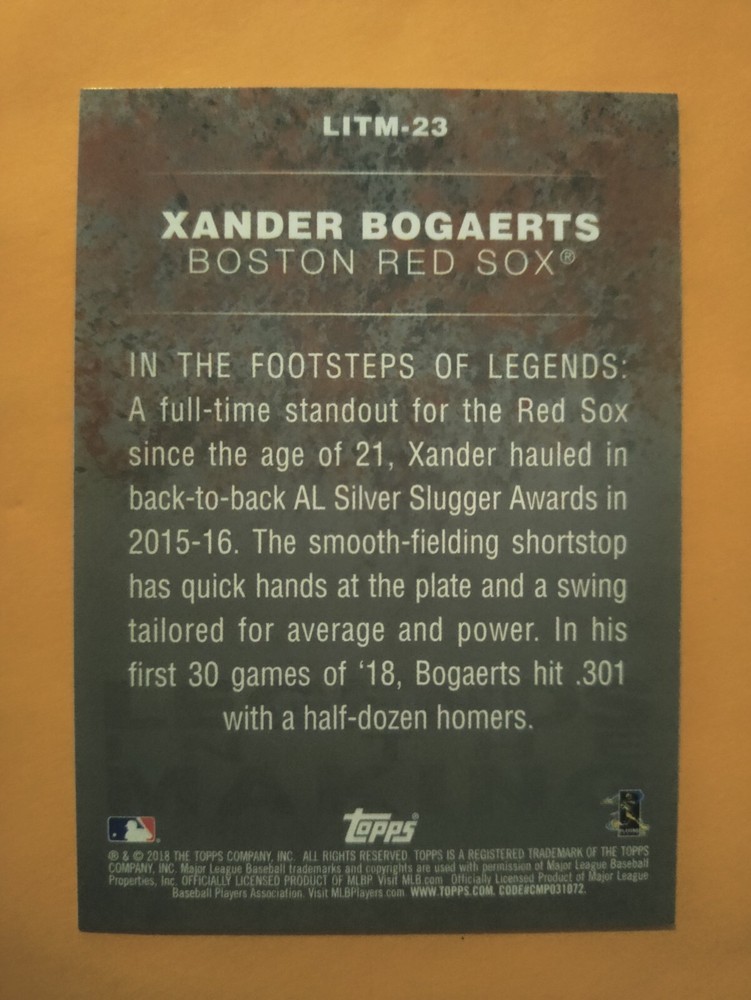 LITM-23
XANDER BOGAERTS
BOSTON RED SOX®
IN THE FOOTSTEPS OF LEGENDS:
A full-time standout for the Red Sox
since the age of 21, Xander hauled in
back-to-back AL Silver Slugger Awards in
2015-16. The smooth-fielding shortstop
has quick hands at the plate and a swing
tailored for average and power. In his
first 30 games of ‘18, Bogaerts hit .301
with a half-dozen homers.
topps®
® & © 2018 THE TOPPS COMPANY, INC. ALL RIGHTS RESERVED. TOPPS IS A REGISTERED TRADEMARK OF THE TOPPS
COMPANY, INC. Major League Baseball trademarks and copyrights are used with permission of Major League Baseball
Properties, Inc. OFFICIALLY LICENSED PRODUCT OF MLBP Visit MLB.com Officially Licensed Product of Major League
Baseball Players Association. Visit MLBPlayers.com. WWW.TOPPS.COM. CODE#CMP031072.